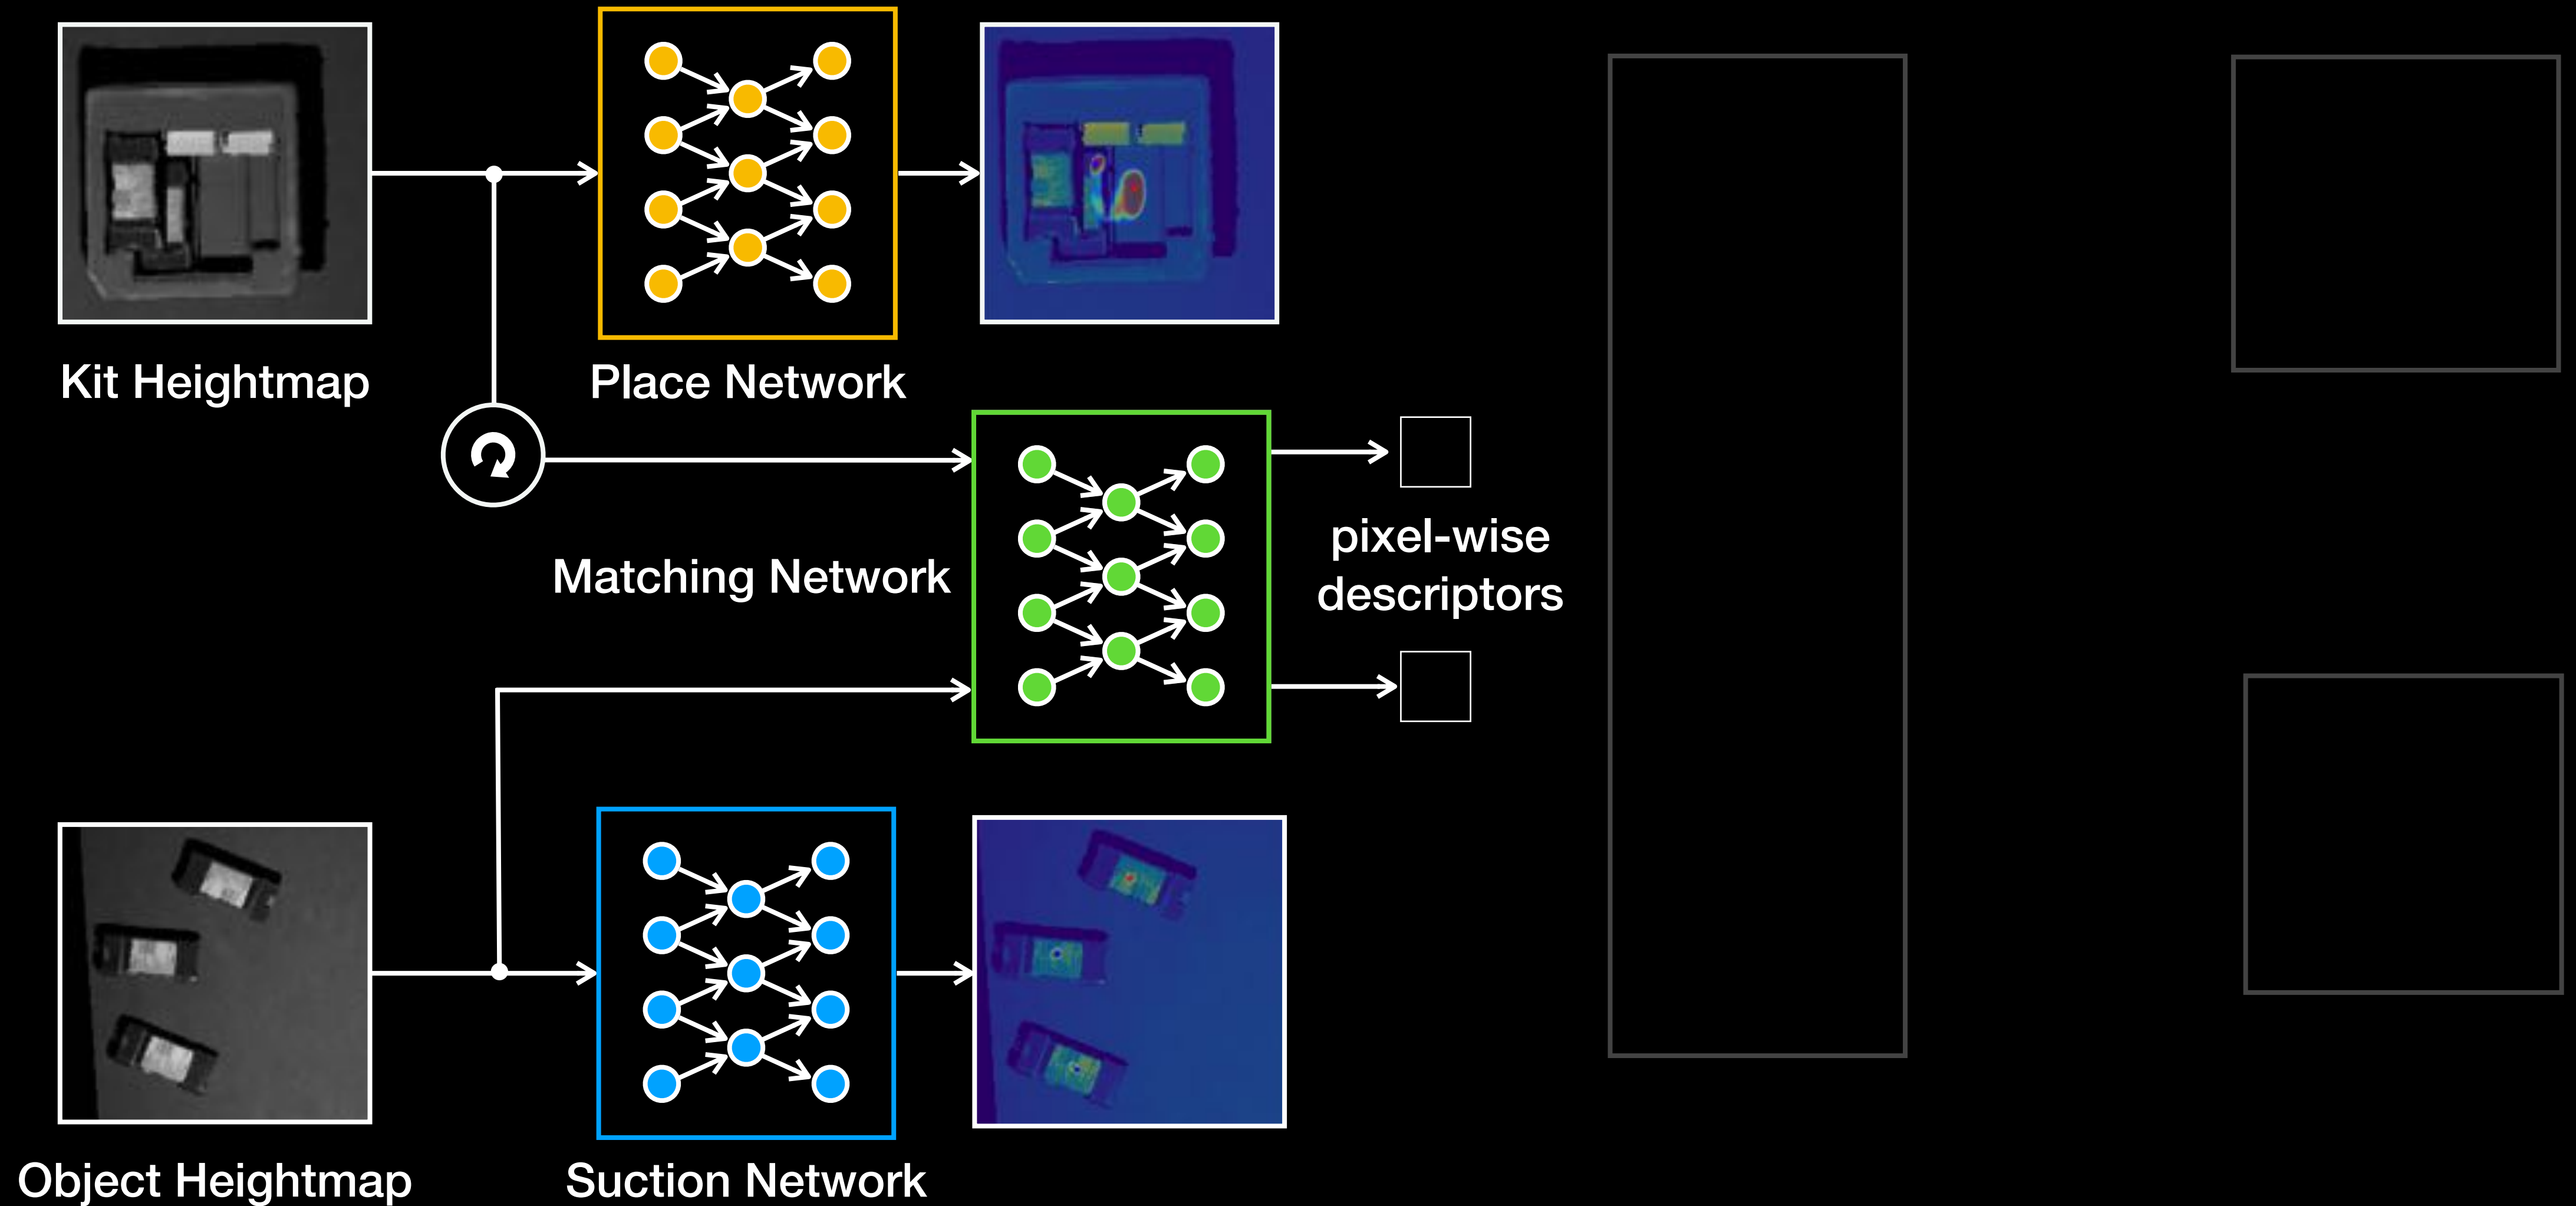 Kit Heightmap
Place Network
Matching Network
pixel-wise
descriptors
Object Heightmap
Suction Network